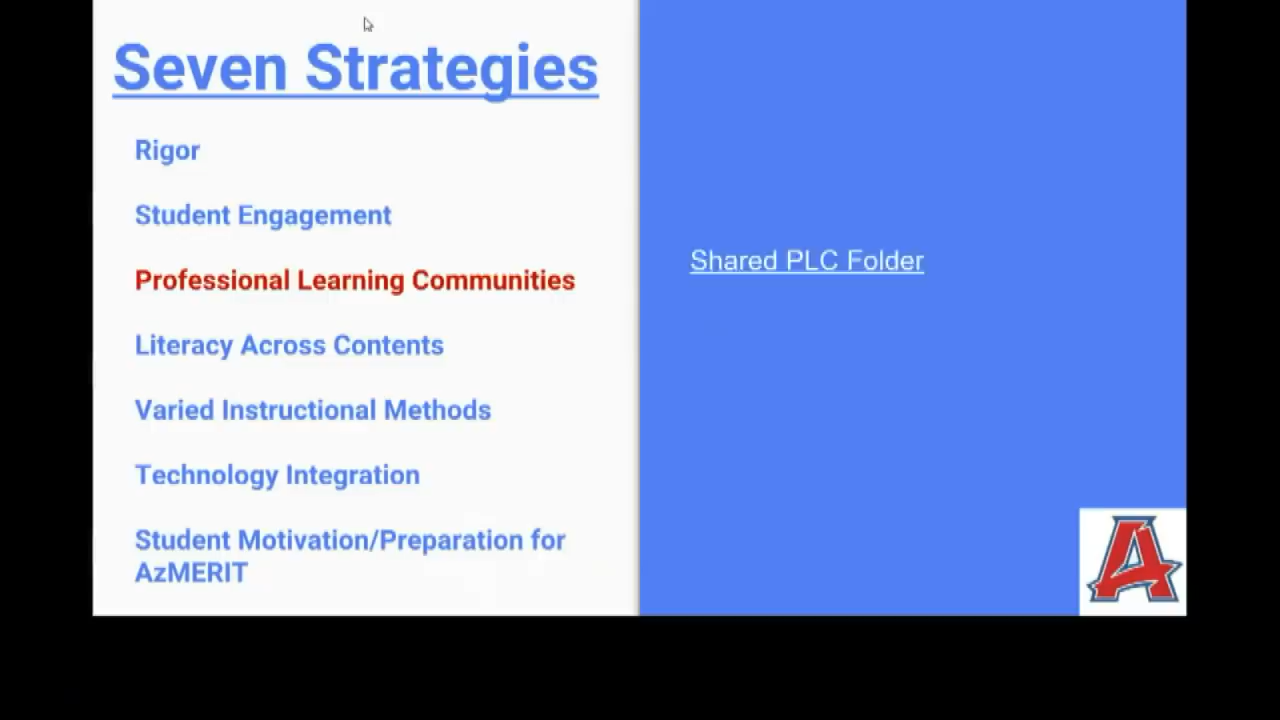 Seven Strategies
Rigor
Student Engagement
Professional Learning Communities
Literacy Across Contents
Varied Instructional Methods
Technology Integration
Student Motivation/Preparation for
AzMERIT
Shared PLC Folder
A